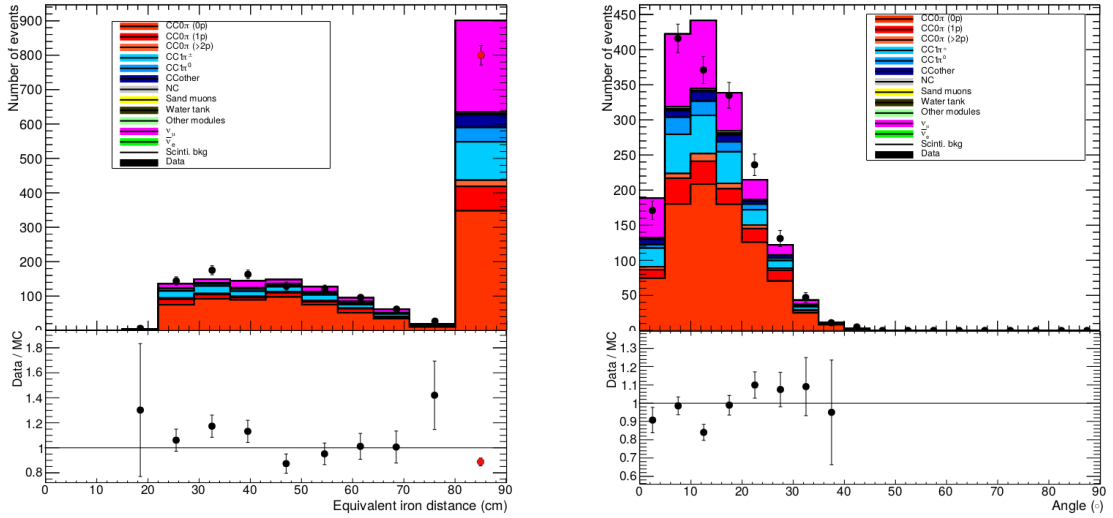 Number of events
900
800
700
600
500
400
300
200
100
0
CC0π (0p)
CC0π (1p)
CC0π (>2p)
CC1π±
CC1π0
CCother
NC
Sand muons
Water tank
Other modules
νμ
ν̅e
Scinti. bkg
Data
Data / MC
1.8
1.6
1.4
1.2
1
0.8
0 10 20 30 40 50 60 70 80 90
Equivalent iron distance (cm)
Number of events
450
400
350
300
250
200
150
100
50
0
CC0π (0p)
CC0π (1p)
CC0π (>2p)
CC1π±
CC1π0
CCother
NC
Sand muons
Water tank
Other modules
νμ
ν̅e
Scinti. bkg
Data
Data / MC
1.3
1.2
1.1
1
0.9
0.8
0.7
0.6
0 10 20 30 40 50 60 70 80 90
Angle (○)